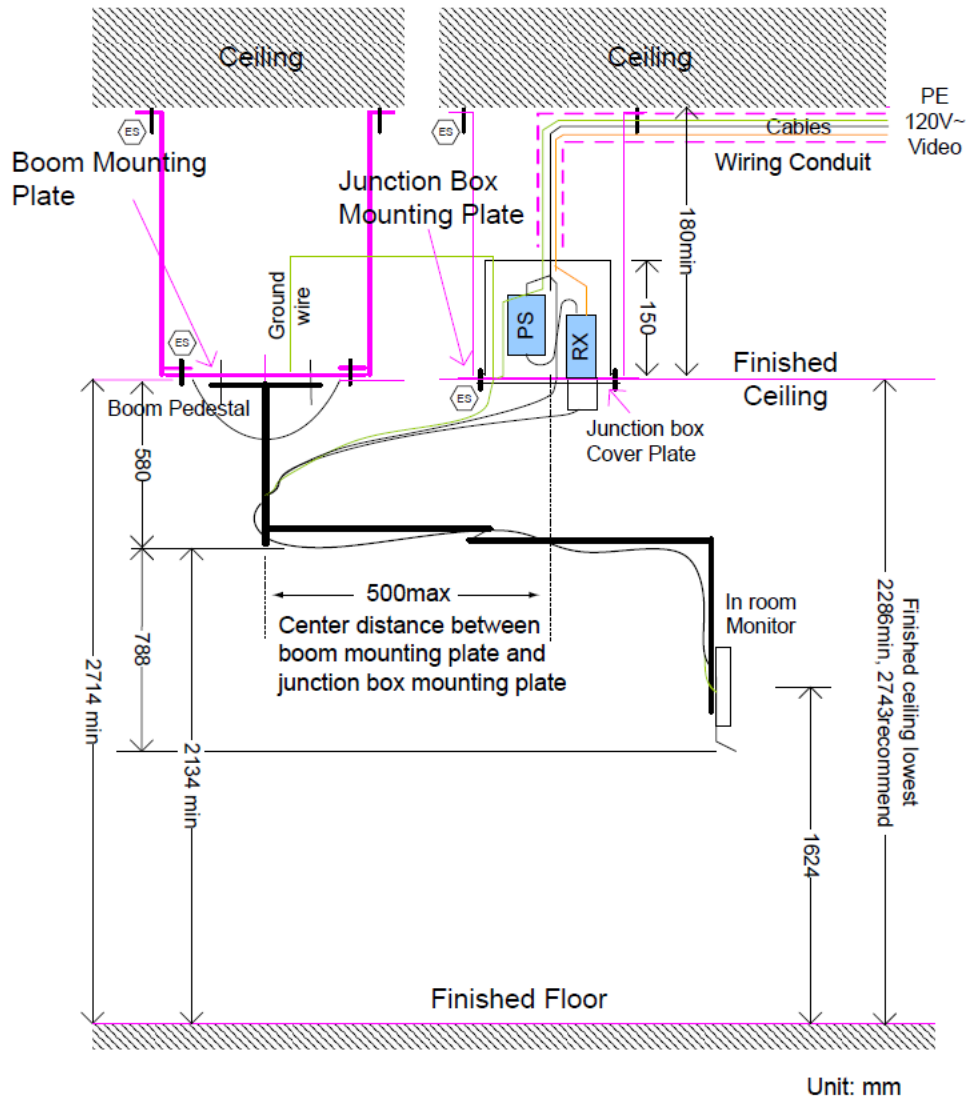 Ceiling
Ceiling
PE
120V~
Video
Cables
Wiring Conduit
ES
ES
Boom Mounting
Plate
Junction Box
Mounting Plate
180min
150
Ground
wire
PS
RX
ES
ES
Finished
Ceiling
Boom Pedestal
Junction box
Cover Plate
580
500max
Center distance between
boom mounting plate and
junction box mounting plate
In room
Monitor
788
2714 min
2134 min
1624
Finished ceiling lowest
2286min, 2743recommend
Finished Floor
Unit: mm